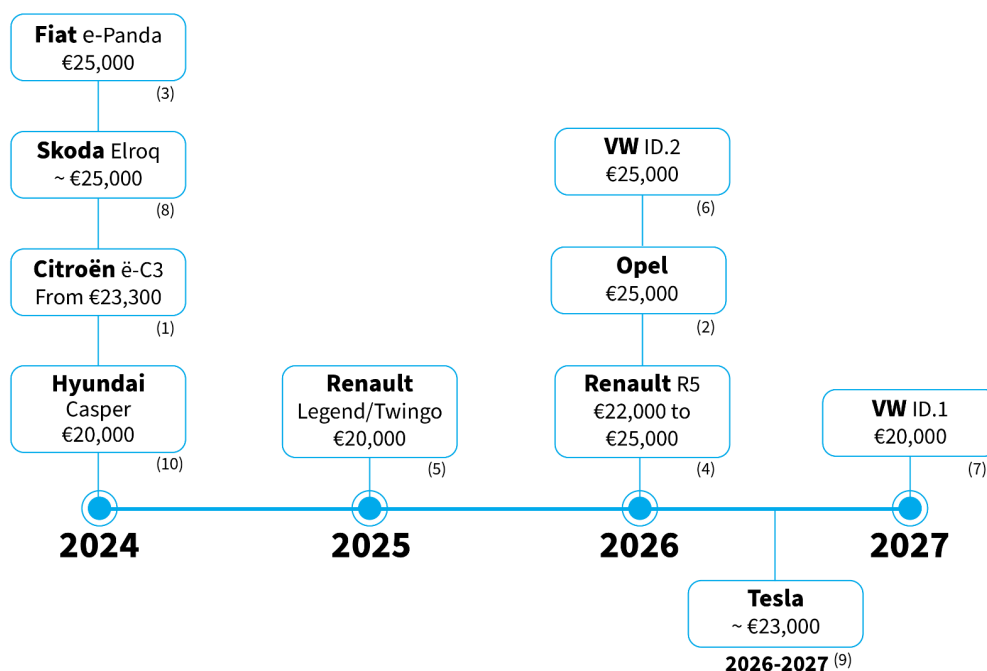 Fiat e-Panda
€25,000
(3)
Skoda Elroq
~ €25,000
(8)
Citroën ë-C3
From €23,300
(1)
Hyundai
Casper
€20,000
(10)
Renault
Legend/Twingo
€20,000
(5)
VW ID.2
€25,000
(6)
Opel
€25,000
(2)
Renault R5
€22,000 to
€25,000
(4)
VW ID.1
€20,000
(7)
2024
2025
2026
2027
Tesla
~ €23,000
2026-2027 (9)